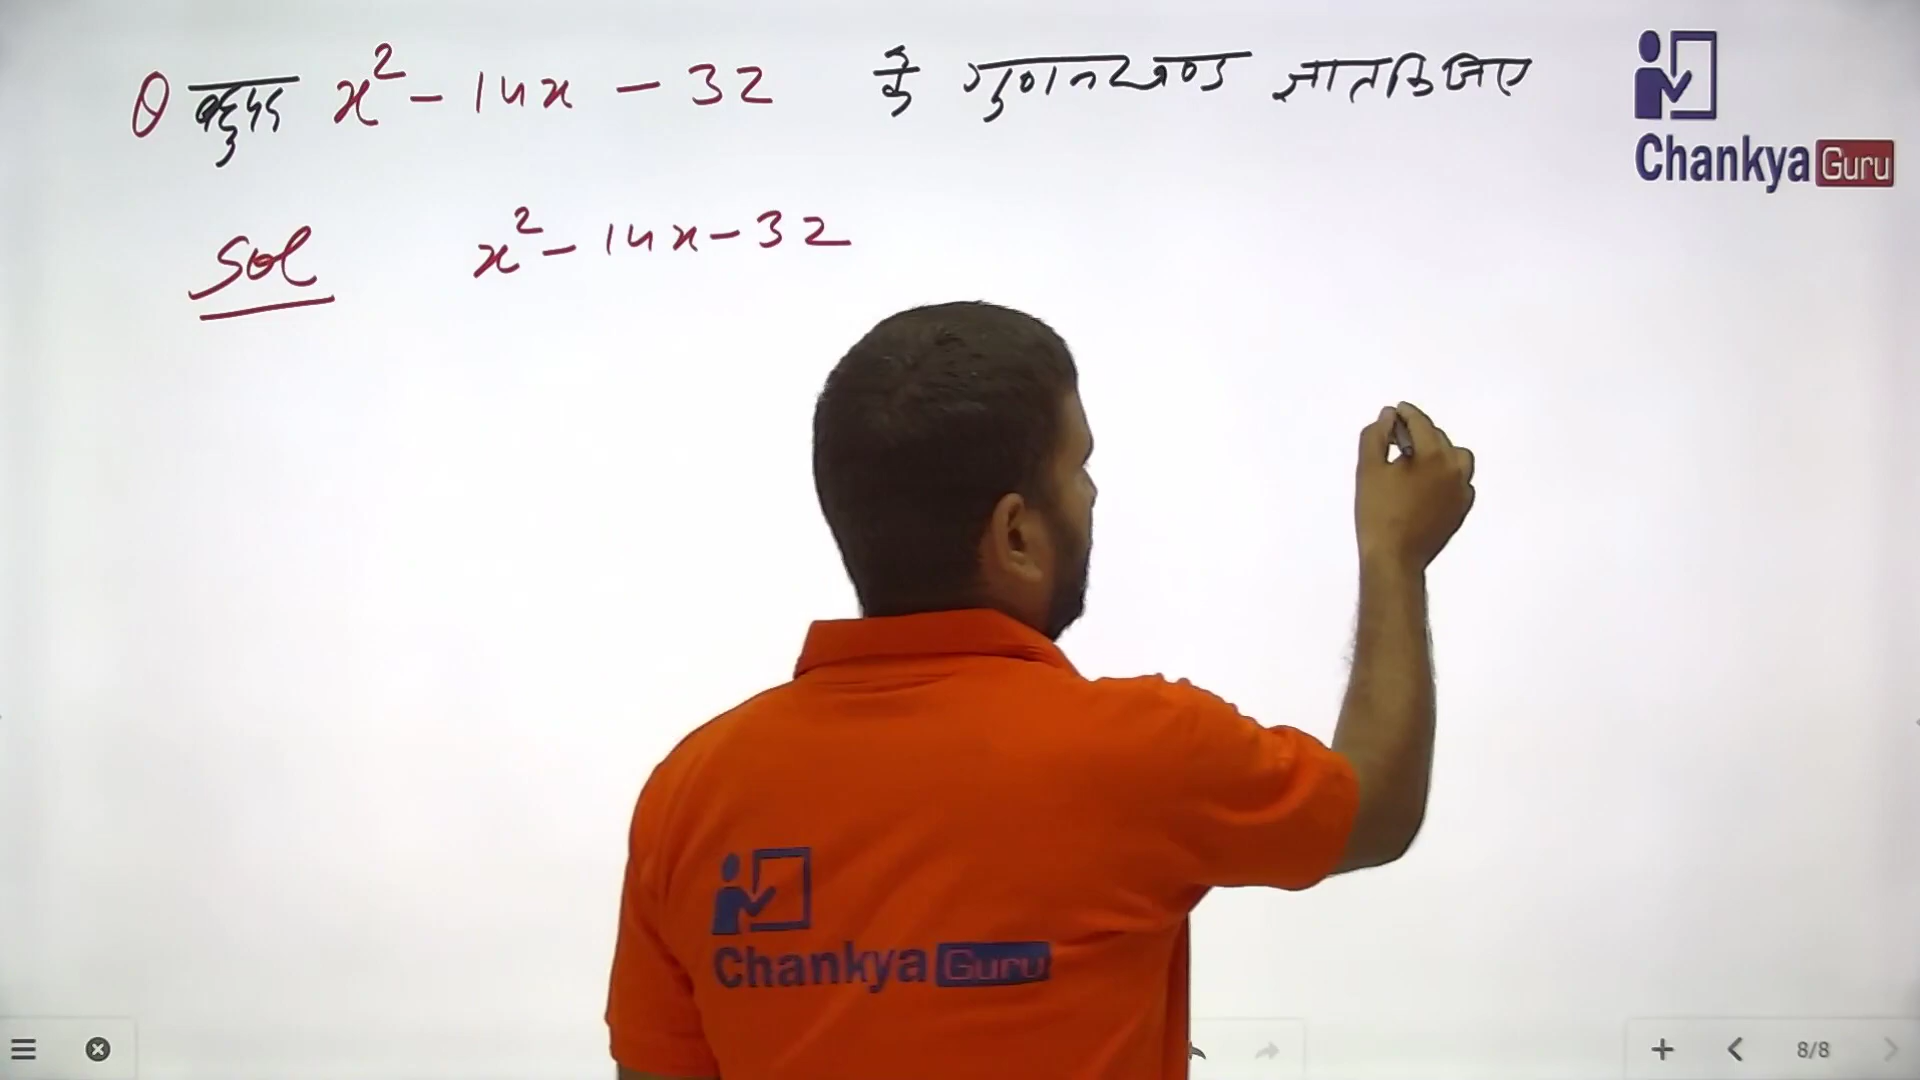 Q बहुपद x² - 14x - 32 के गुणनखण्ड ज्ञात किजिए
Chankya Guru
Sol x² - 14x - 32
Chankya Guru
8/8